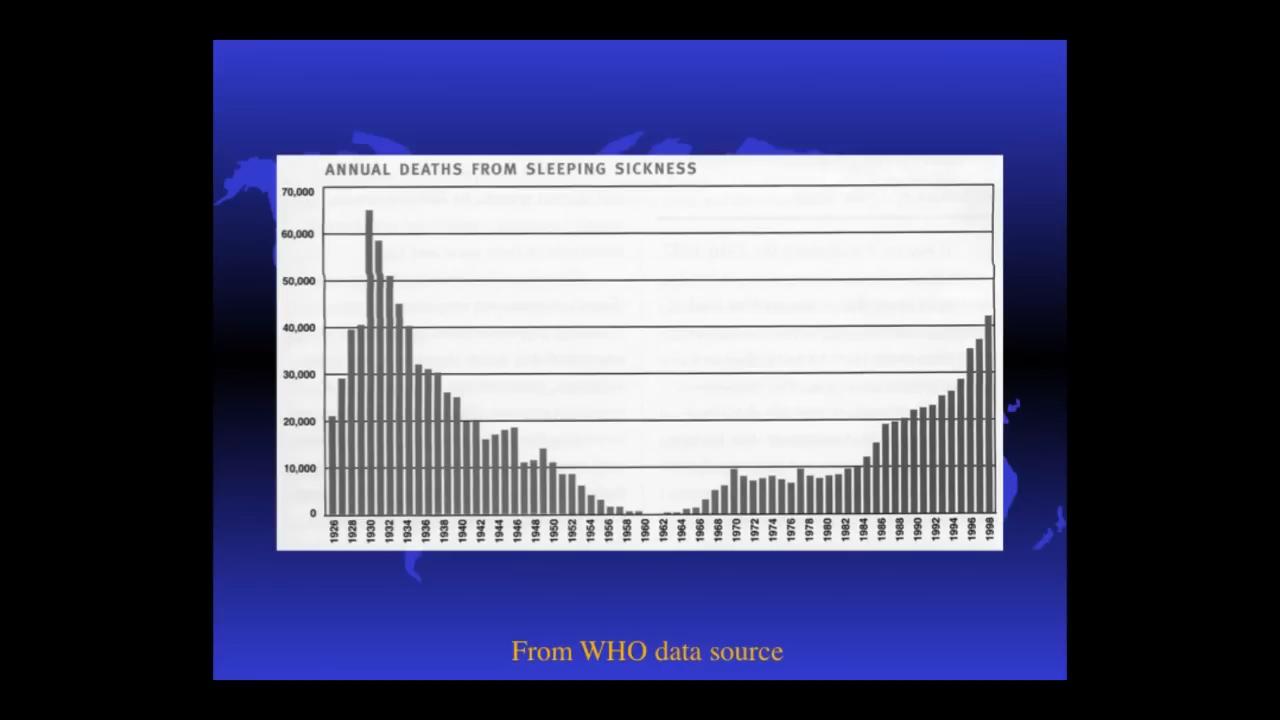 ANNUAL DEATHS FROM SLEEPING SICKNESS
70,000
60,000
50,000
40,000
30,000
20,000
10,000
0
1926 1928 1930 1932 1934 1936 1938 1940 1942 1944 1946 1948 1950 1952 1954 1956 1958 1960 1962 1964 1966 1968 1970 1972 1974 1976 1978 1980 1982 1984 1986 1988 1990 1992 1994 1996 1998
From WHO data source